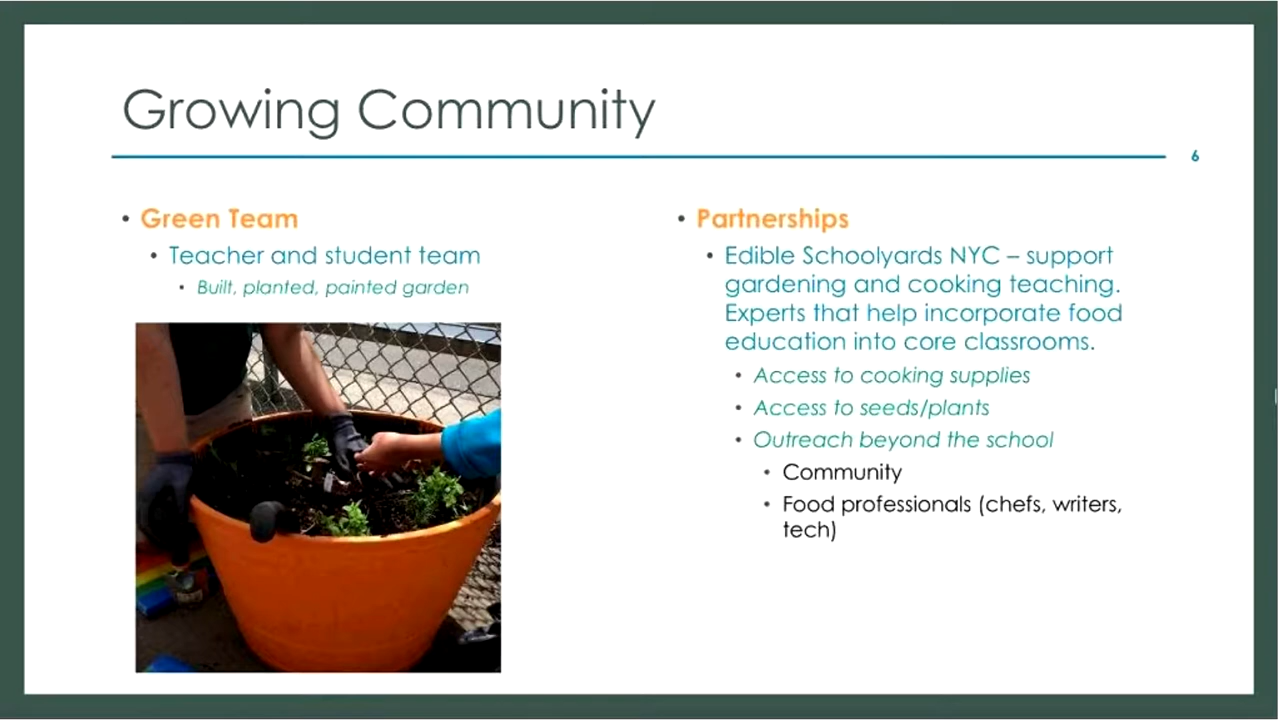 Growing Community
6
• Green Team
• Teacher and student team
• Built, planted, painted garden
• Partnerships
• Edible Schoolyards NYC – support
gardening and cooking teaching.
Experts that help incorporate food
education into core classrooms.
• Access to cooking supplies
• Access to seeds/plants
• Outreach beyond the school
• Community
• Food professionals (chefs, writers,
tech)